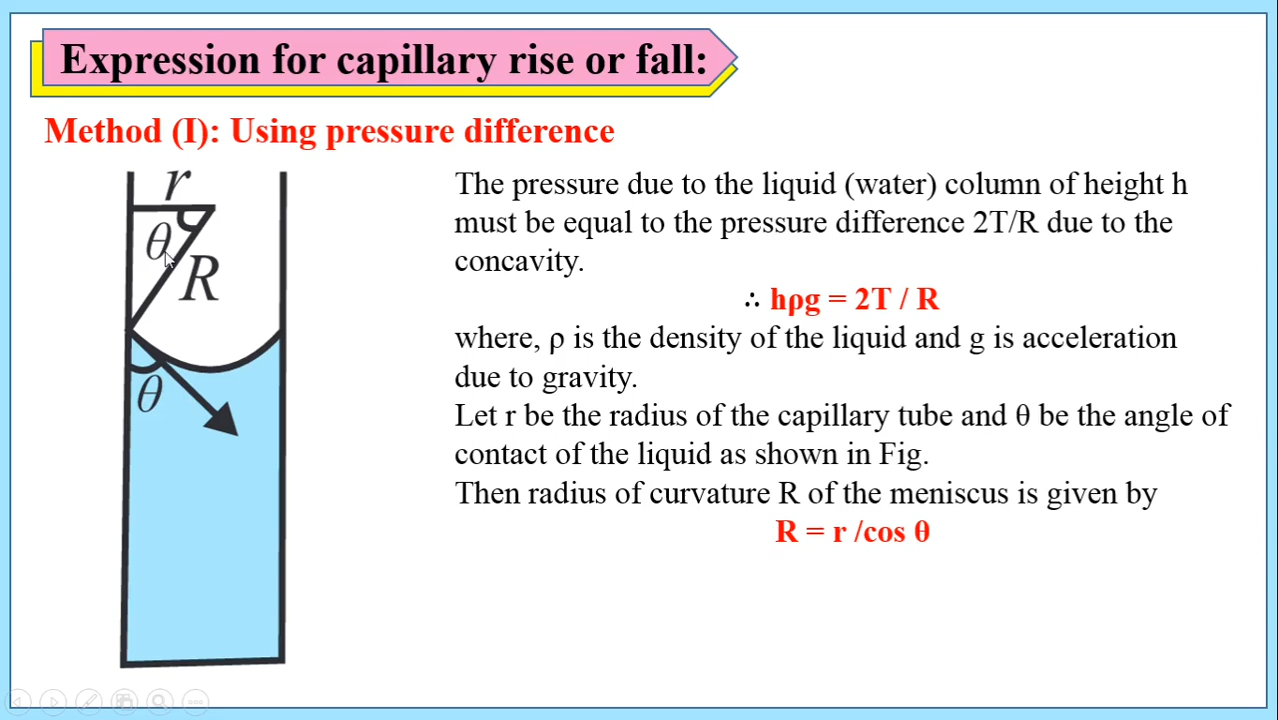 Expression for capillary rise or fall:
Method (I): Using pressure difference
r
θ
R
θ
The pressure due to the liquid (water) column of height h
must be equal to the pressure difference 2T/R due to the
concavity.
∴ hρg = 2T / R
where, ρ is the density of the liquid and g is acceleration
due to gravity.
Let r be the radius of the capillary tube and θ be the angle of
contact of the liquid as shown in Fig.
Then radius of curvature R of the meniscus is given by
R = r /cos θ